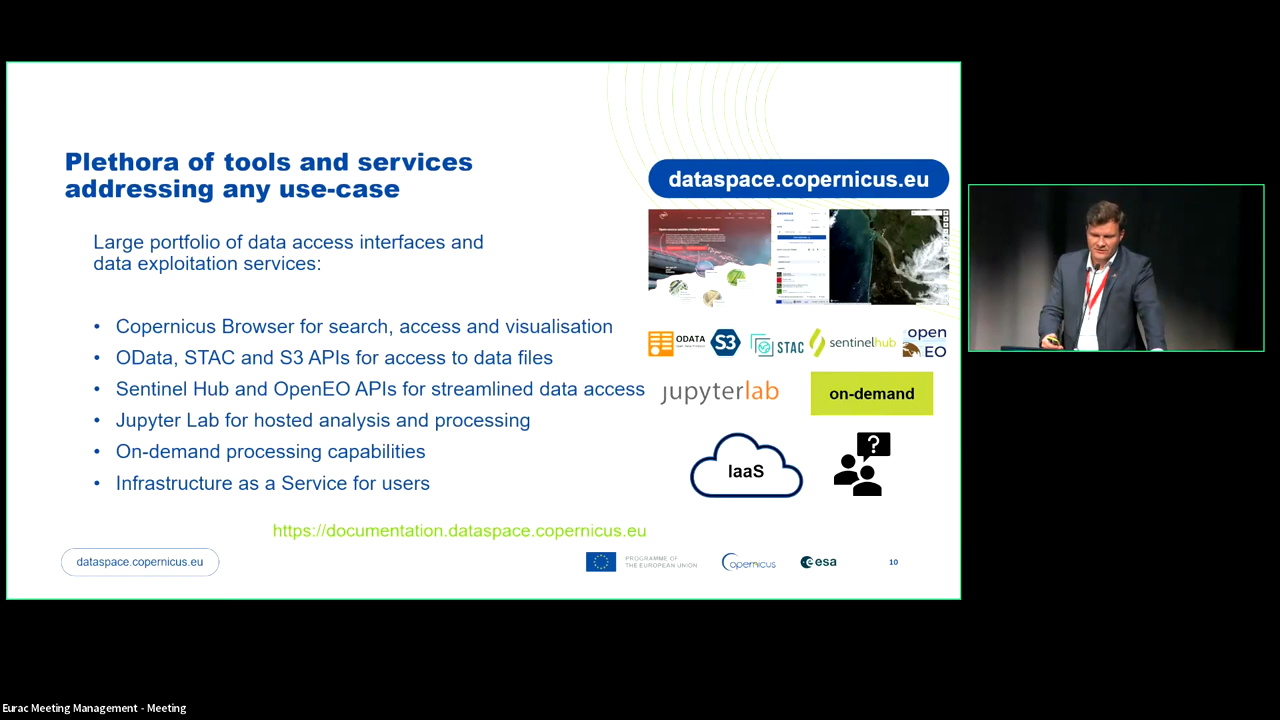 Plethora of tools and services
addressing any use-case
dataspace.copernicus.eu
Large portfolio of data access interfaces and
data exploitation services:
• Copernicus Browser for search, access and visualisation
• OData, STAC and S3 APIs for access to data files
• Sentinel Hub and OpenEO APIs for streamlined data access
• Jupyter Lab for hosted analysis and processing
• On-demand processing capabilities
• Infrastructure as a Service for users
ODATA
S3
STAC
sentinelhub
open
EO
jupyterlab
on-demand
IaaS
?
https://documentation.dataspace.copernicus.eu
dataspace.copernicus.eu
PROGRAMME OF
THE EUROPEAN UNION
opernicus
esa
10
Eurac Meeting Management - Meeting